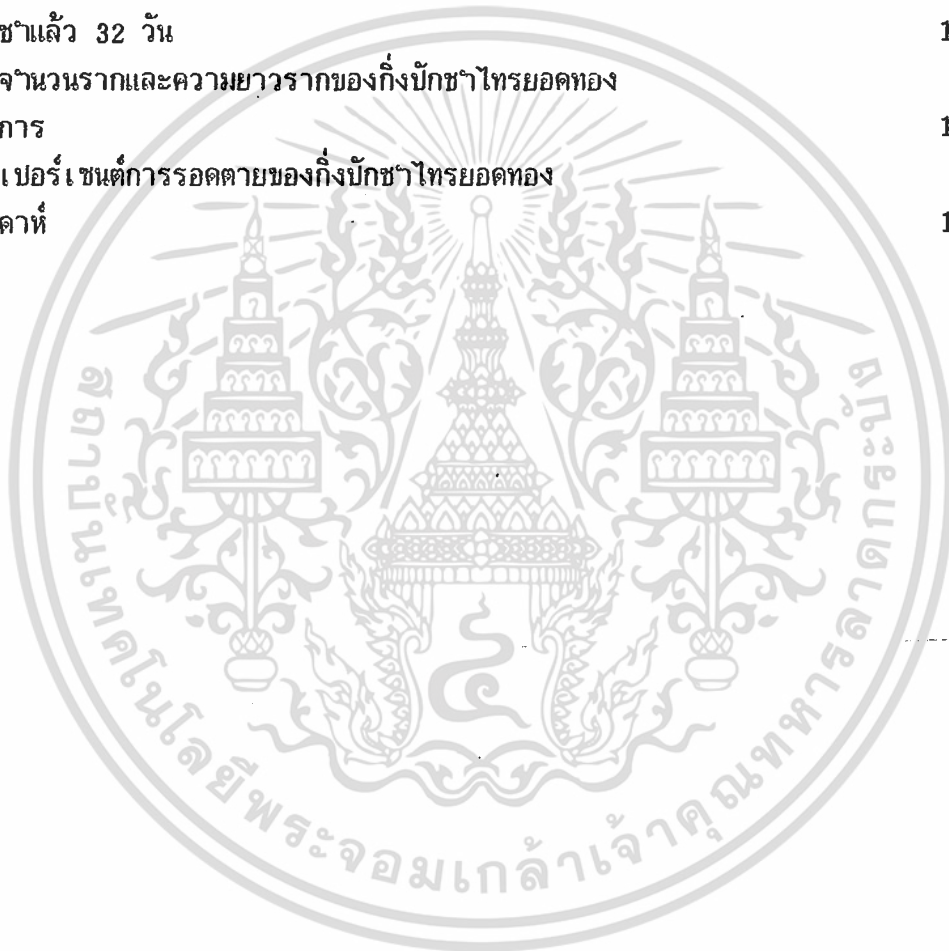 ชำแล้ว 32 วัน 1
จำนวนรากและความยาวรากของกิ่งปักชำไทรยอดทอง
การ 1
เปอร์เซนต์การรอดตายของกิ่งปักชำไทรยอดทอง
ดาห์ 1
สถาบันเทคโนโลยีพระจอมเกล้าเจ้าคุณทหารลาดกระบัง